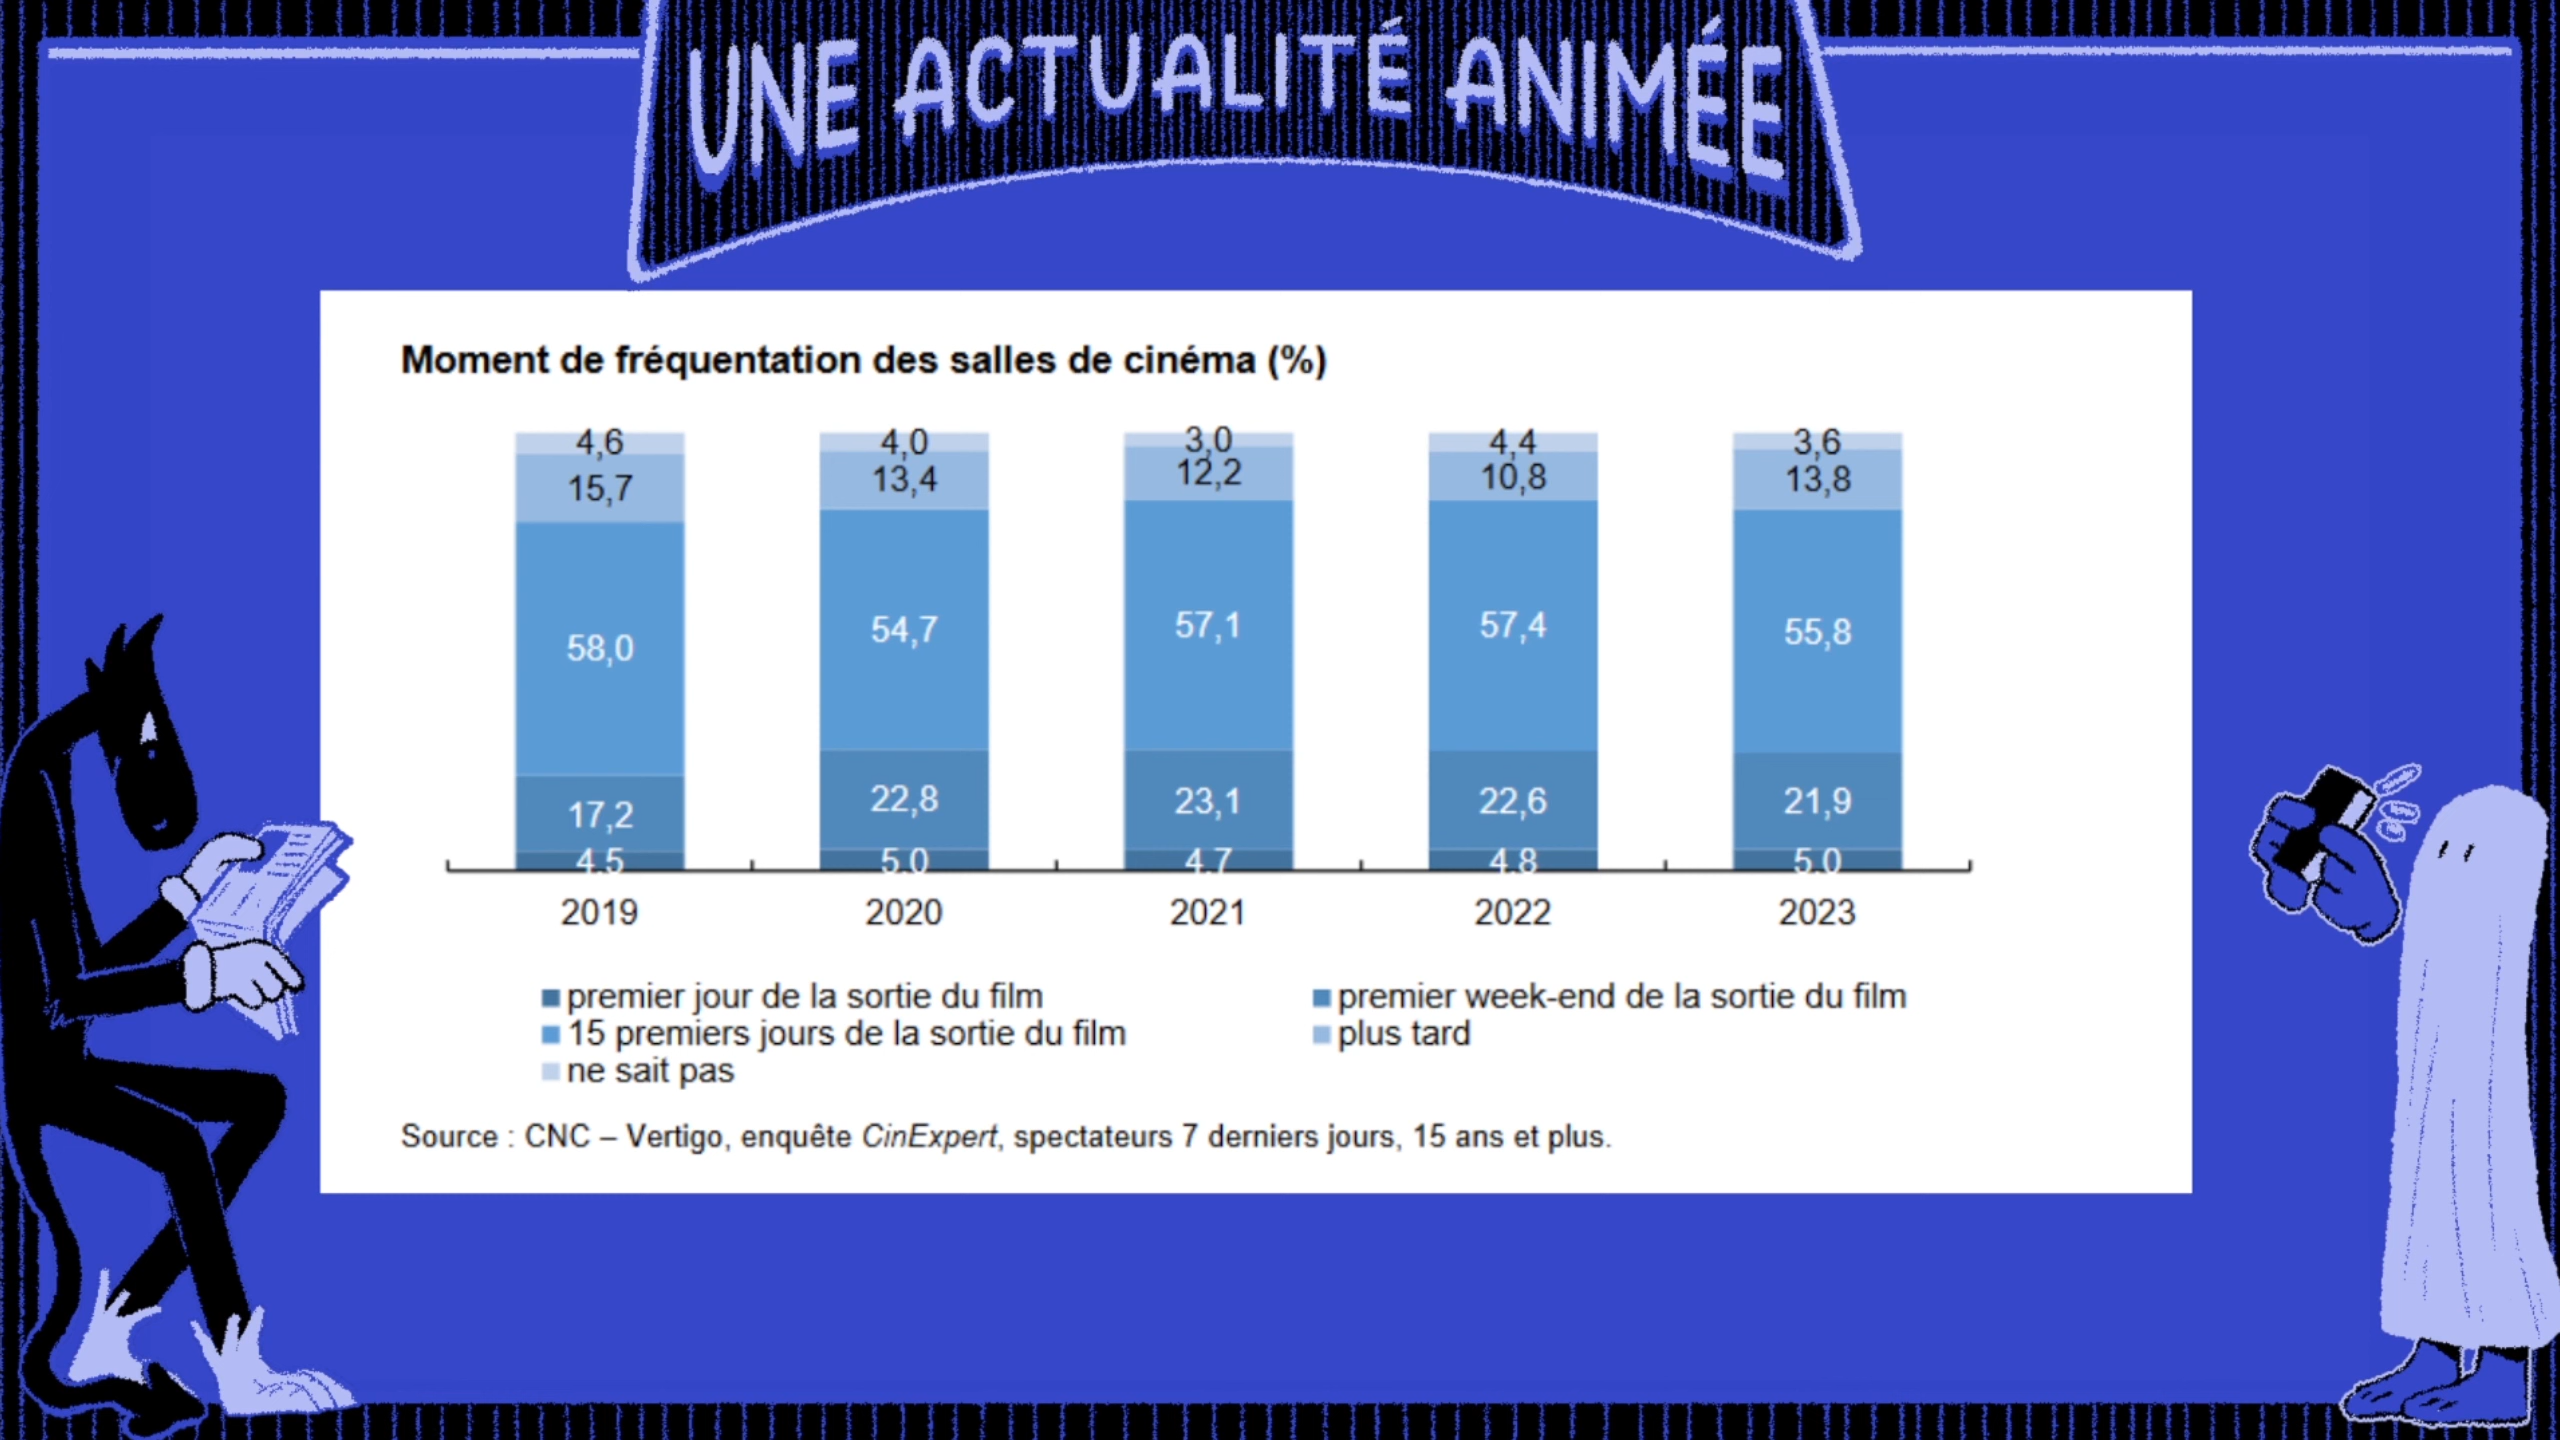 UNE ACTUALITÉ ANIMÉE
Moment de fréquentation des salles de cinéma (%)
4,6 4,0 3,0 4,4 3,6
15,7 13,4 12,2 10,8 13,8
58,0 54,7 57,1 57,4 55,8
17,2 22,8 23,1 22,6 21,9
4,5 5,0 4,7 4,8 5,0
2019 2020 2021 2022 2023
premier jour de la sortie du film premier week-end de la sortie du film
15 premiers jours de la sortie du film plus tard
ne sait pas
Source : CNC – Vertigo, enquête CinExpert, spectateurs 7 derniers jours, 15 ans et plus.